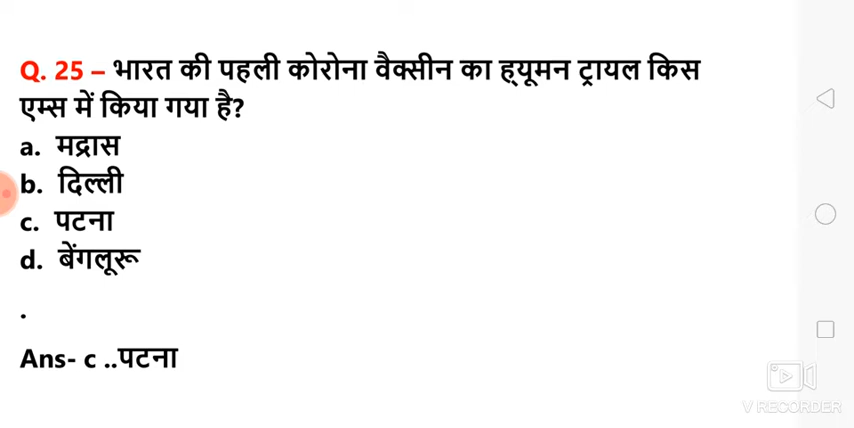 Q. 25 – भारत की पहली कोरोना वैक्सीन का ह्यूमन ट्रायल किस
एम्स में किया गया है?
a. मद्रास
b. दिल्ली
c. पटना
d. बेंगलूरू
.
Ans- c ..पटना
V RECORDER